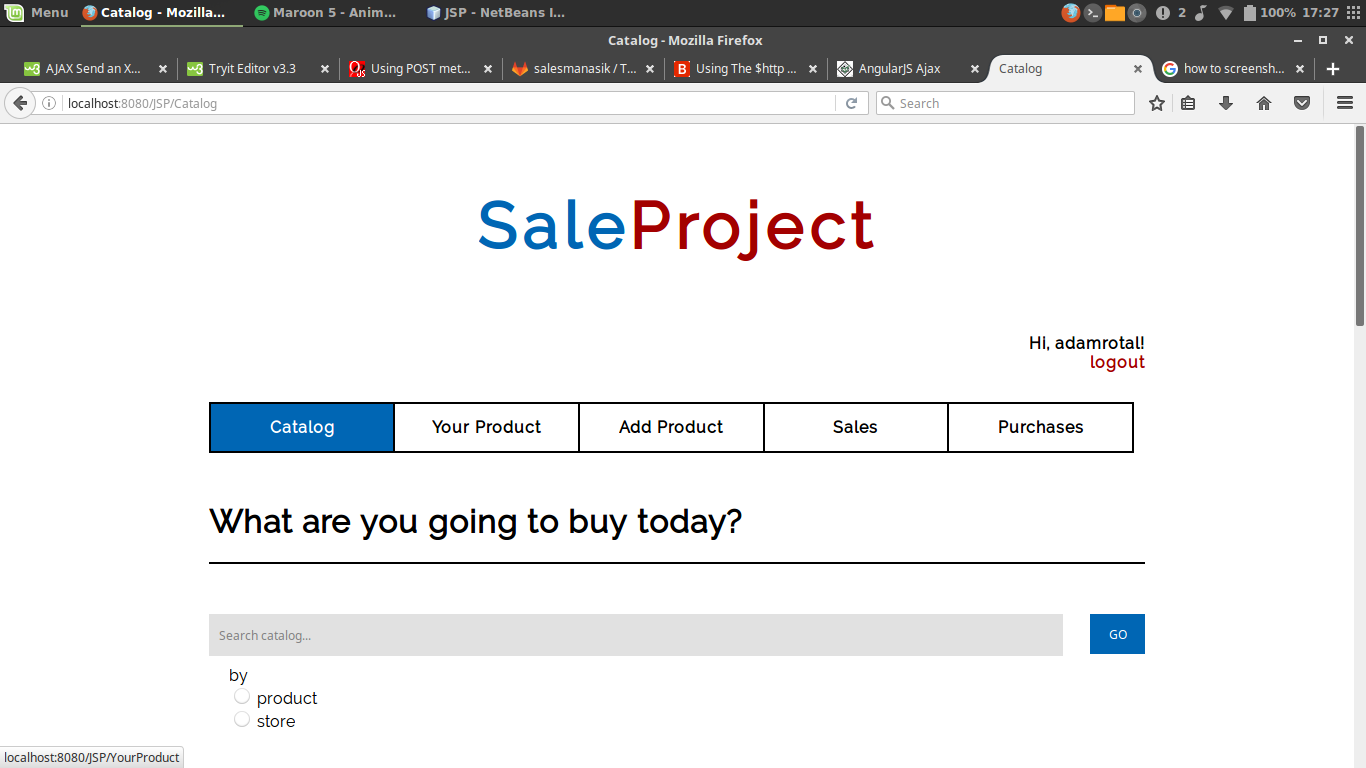 Menu
Catalog - Mozilla...
Maroon 5 - Anim...
JSP - NetBeans I...
2
100%
17:27
Catalog - Mozilla Firefox
AJAX Send an X...
Tryit Editor v3.3
Using POST met...
salesmanasik / T...
Using The $http ...
AngularJS Ajax
Catalog
how to screensh...
localhost:8080/JSP/Catalog
Search
SaleProject
Hi, adamrotal!
logout
Catalog
Your Product
Add Product
Sales
Purchases
What are you going to buy today?
Search catalog...
GO
by
product
store
localhost:8080/JSP/YourProduct